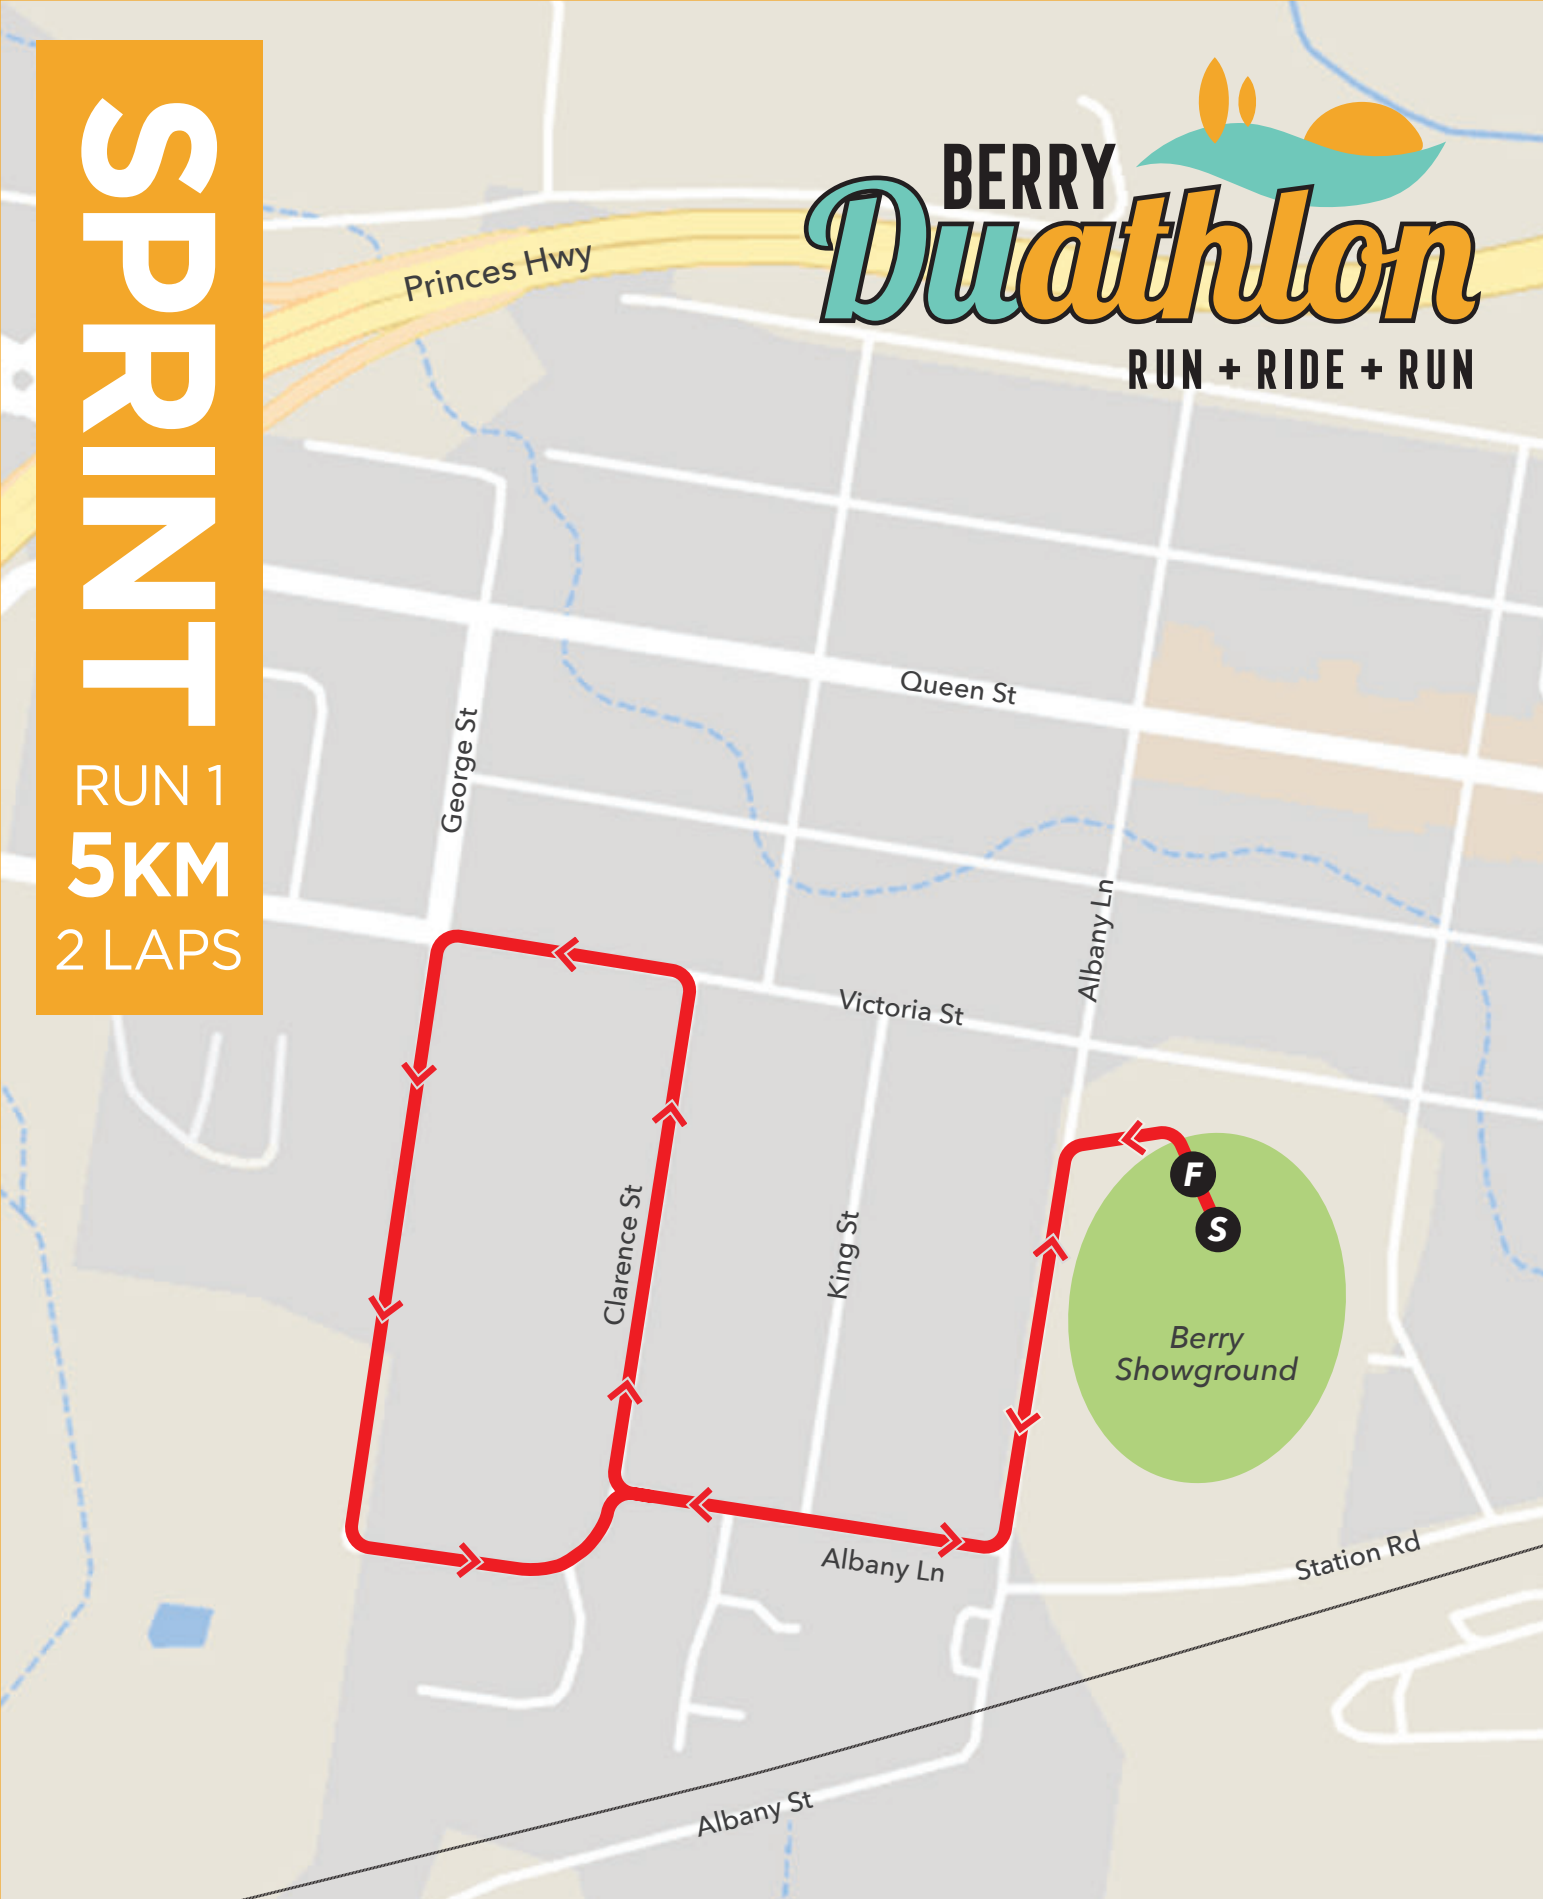 SPRINT
RUN 1
5KM
2 LAPS
BERRY
Duathlon
RUN + RIDE + RUN
Princes Hwy
Queen St
George St
Albany Ln
Victoria St
F
S
Clarence St
King St
Berry
Showground
Albany Ln
Station Rd
Albany St